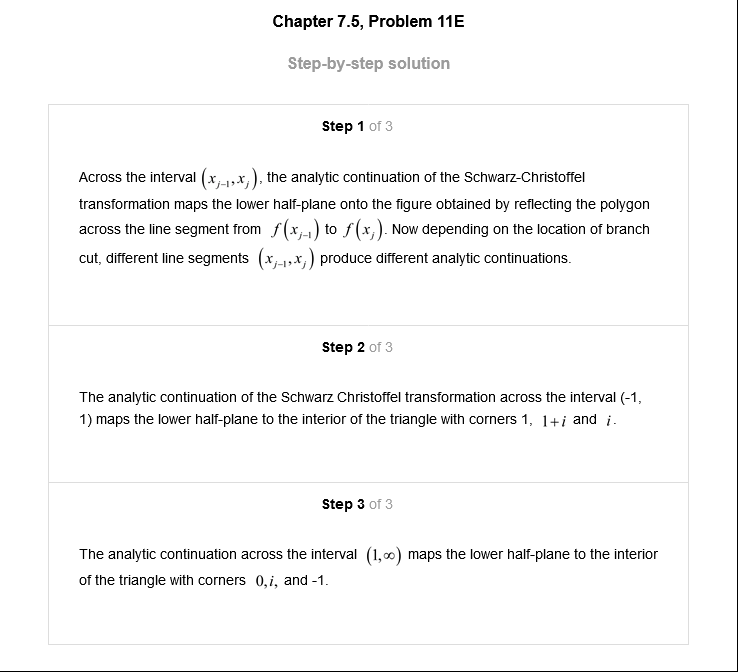 Chapter 7.5, Problem 11E
Step-by-step solution
Step 1 of 3
Across the interval (x_{j-1}, x_j), the analytic continuation of the Schwarz-Christoffel
transformation maps the lower half-plane onto the figure obtained by reflecting the polygon
across the line segment from f(x_{j-1}) to f(x_j). Now depending on the location of branch
cut, different line segments (x_{j-1}, x_j) produce different analytic continuations.
Step 2 of 3
The analytic continuation of the Schwarz Christoffel transformation across the interval (-1,
1) maps the lower half-plane to the interior of the triangle with corners 1, 1+i and i.
Step 3 of 3
The analytic continuation across the interval (1,∞) maps the lower half-plane to the interior
of the triangle with corners 0,i, and -1.